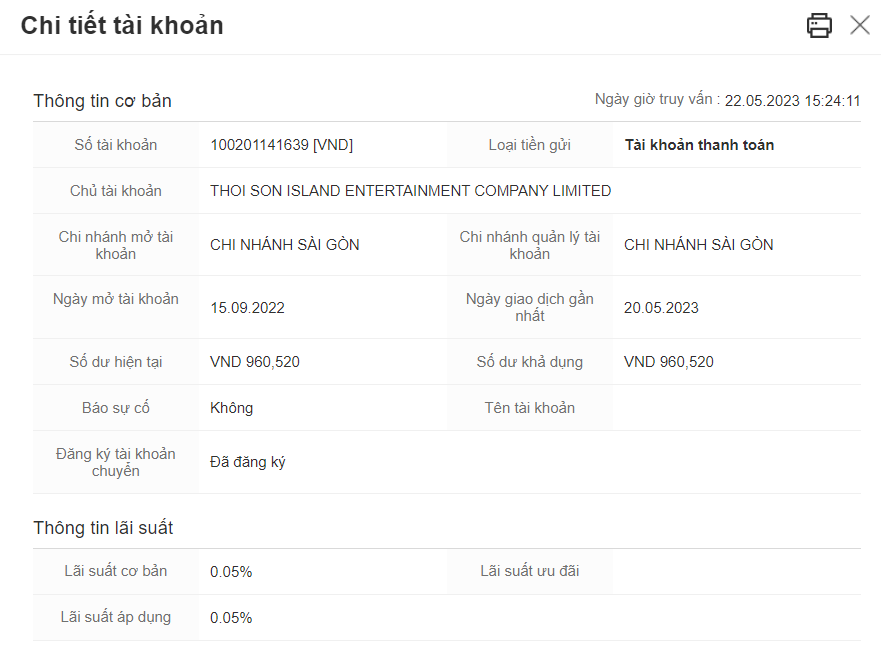 Chi tiết tài khoản
Thông tin cơ bản
Ngày giờ truy vấn : 22.05.2023 15:24:11
Số tài khoản
100201141639 [VND]
Loại tiền gửi
Tài khoản thanh toán
Chủ tài khoản
THOI SON ISLAND ENTERTAINMENT COMPANY LIMITED
Chi nhánh mở tài
khoản
CHI NHÁNH SÀI GÒN
Chi nhánh quản lý tài
khoản
CHI NHÁNH SÀI GÒN
Ngày mở tài khoản
15.09.2022
Ngày giao dịch gần
nhất
20.05.2023
Số dư hiện tại
VND 960,520
Số dư khả dụng
VND 960,520
Báo sự cố
Không
Tên tài khoản
Đăng ký tài khoản
chuyển
Đã đăng ký
Thông tin lãi suất
Lãi suất cơ bản
0.05%
Lãi suất ưu đãi
Lãi suất áp dụng
0.05%